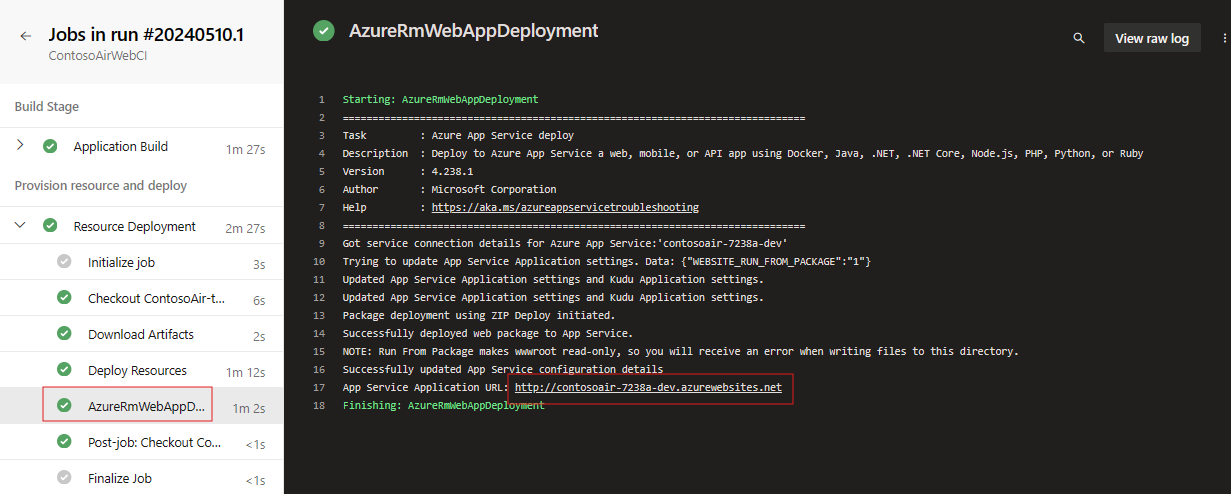 Jobs in run #20240510.1
ContosoAirWebCI
Build Stage
Application Build 1m 27s
Provision resource and deploy
Resource Deployment 2m 27s
Initialize job 3s
Checkout ContosoAir-t... 6s
Download Artifacts 2s
Deploy Resources 1m 12s
AzureRmWebAppD... 1m 2s
Post-job: Checkout Co... <1s
Finalize Job <1s
AzureRmWebAppDeployment
View raw log
1 Starting: AzureRmWebAppDeployment
2 ==============================================================================
3 Task         : Azure App Service deploy
4 Description  : Deploy to Azure App Service a web, mobile, or API app using Docker, Java, .NET, .NET Core, Node.js, PHP, Python, or Ruby
5 Version      : 4.238.1
6 Author       : Microsoft Corporation
7 Help         : https://aka.ms/azureappservicetroubleshooting
8 ==============================================================================
9 Got service connection details for Azure App Service:'contosoair-7238a-dev'
10 Trying to update App Service Application settings. Data: {"WEBSITE_RUN_FROM_PACKAGE":"1"}
11 Updated App Service Application settings and Kudu Application settings.
12 Updated App Service Application settings and Kudu Application settings.
13 Package deployment using ZIP Deploy initiated.
14 Successfully deployed web package to App Service.
15 NOTE: Run From Package makes wwwroot read-only, so you will receive an error when writing files to this directory.
16 Successfully updated App Service configuration details
17 App Service Application URL: http://contosoair-7238a-dev.azurewebsites.net
18 Finishing: AzureRmWebAppDeployment